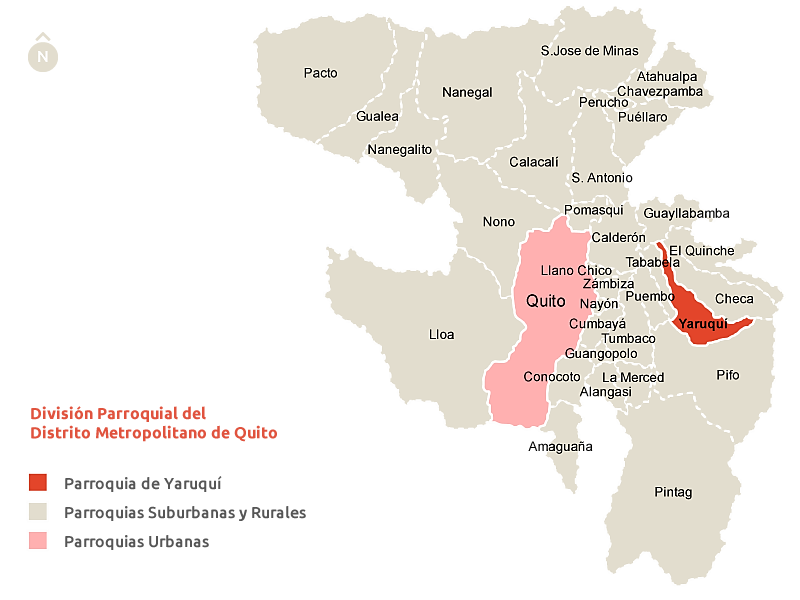 N
S.Jose de Minas
Pacto
Atahualpa
Nanegal
Chavezpamba
Perucho
Gualea
Puéllaro
Nanegalito
Calacalí
S. Antonio
Pomasqui
Guayllabamba
Nono
Calderón
El Quinche
Tababela
Llano Chico
Zámbiza
Quito
Nayón
Puembo
Checa
Cumbayá
Yaruquí
Lloa
Tumbaco
Guangopolo
Conocoto
La Merced
Pifo
Alangasi
División Parroquial del
Distrito Metropolitano de Quito
Amaguaña
Parroquia de Yaruquí
Pintag
Parroquias Suburbanas y Rurales
Parroquias Urbanas